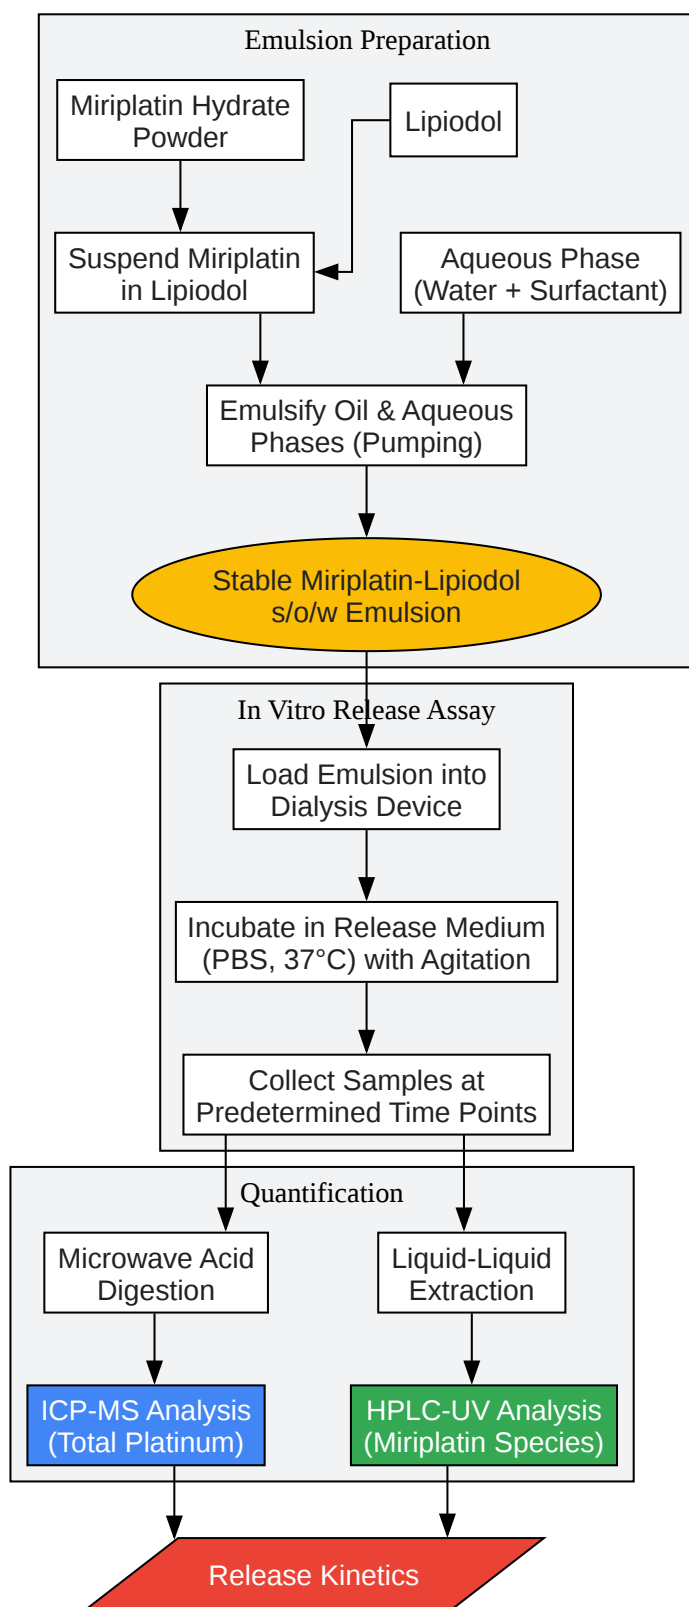 Emulsion Preparation
Miriplatin Hydrate
Powder
Lipiodol
Suspend Miriplatin
in Lipiodol
Aqueous Phase
(Water + Surfactant)
Emulsify Oil & Aqueous
Phases (Pumping)
Stable Miriplatin-Lipiodol
s/o/w Emulsion
In Vitro Release Assay
Load Emulsion into
Dialysis Device
Incubate in Release Medium
(PBS, 37°C) with Agitation
Collect Samples at
Predetermined Time Points
Quantification
Microwave Acid
Digestion
Liquid-Liquid
Extraction
ICP-MS Analysis
(Total Platinum)
HPLC-UV Analysis
(Miriplatin Species)
Release Kinetics